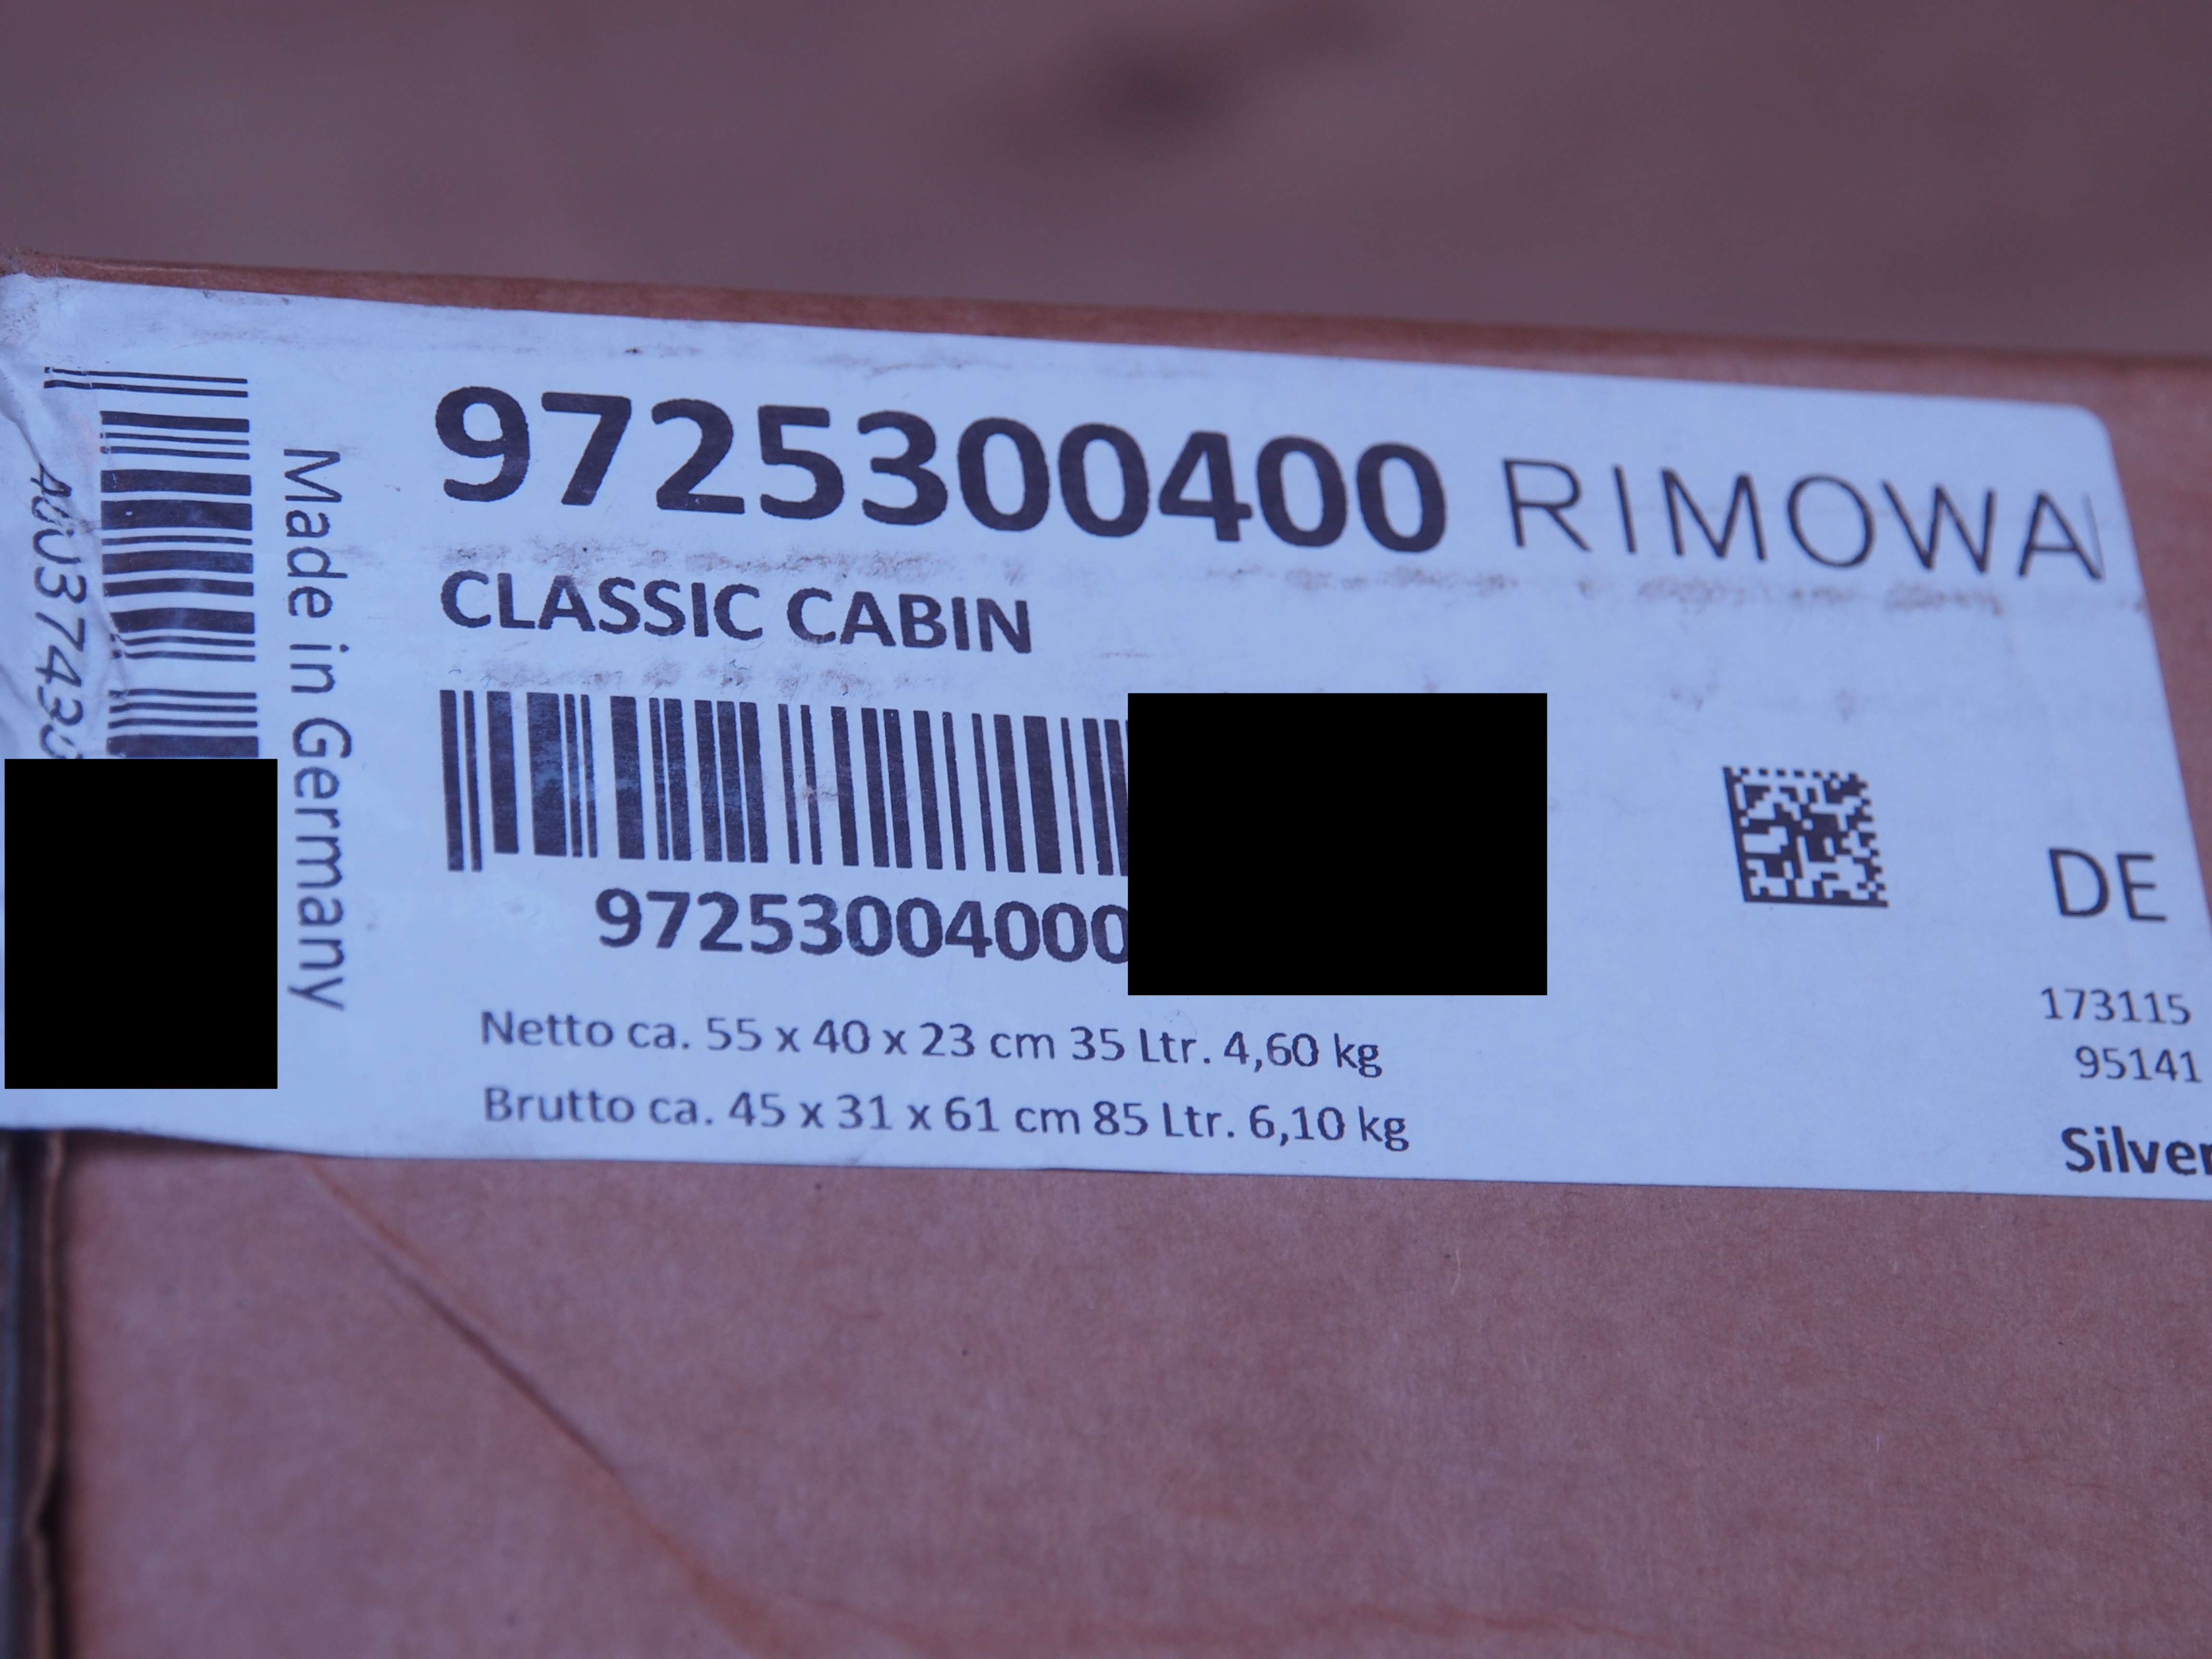 9725300400 RIMOWA
CLASSIC CABIN
97253004000
Netto ca. 55 x 40 x 23 cm 35 Ltr. 4,60 kg
Brutto ca. 45 x 31 x 61 cm 85 Ltr. 6,10 kg
Made in Germany
DE
173115
95141
Silver